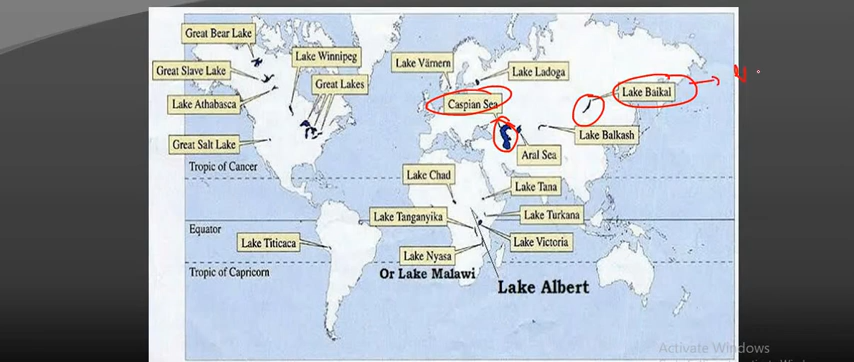 Great Bear Lake
Lake Winnipeg
Great Slave Lake
Great Lakes
Lake Athabasca
Great Salt Lake
Lake Värnern
Lake Ladoga
Caspian Sea
Lake Baikal
Lake Balkash
Aral Sea
Tropic of Cancer
Lake Chad
Lake Tana
Lake Tanganyika
Lake Turkana
Equator
Lake Titicaca
Lake Victoria
Lake Nyasa
Or Lake Malawi
Tropic of Capricorn
Lake Albert
Activate Windows